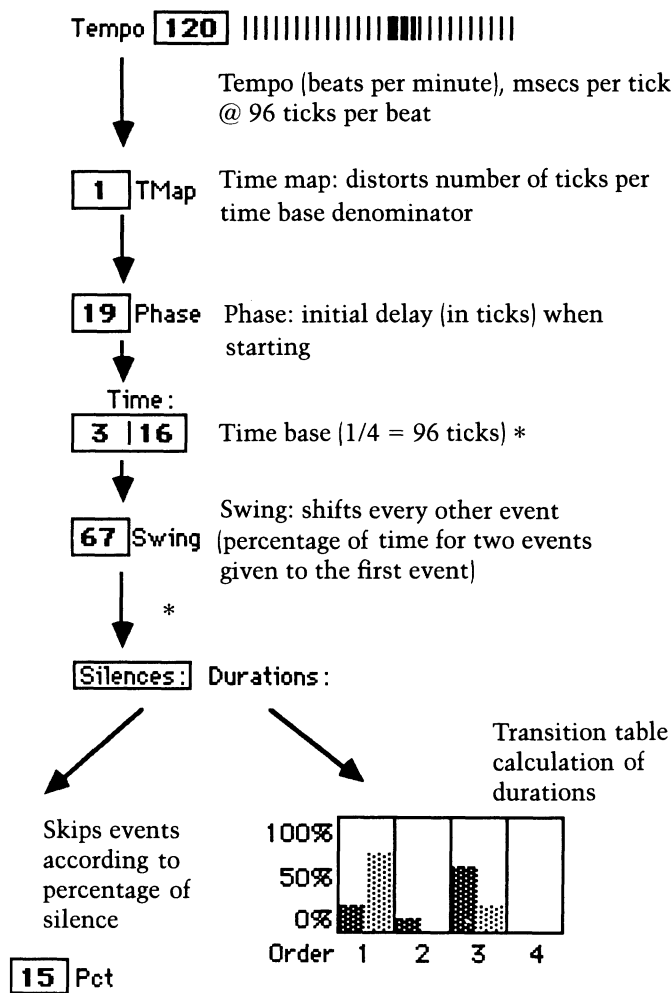 Tempo 120
Tempo (beats per minute), msecs per tick
@ 96 ticks per beat
1 TMap
Time map: distorts number of ticks per
time base denominator
19 Phase
Phase: initial delay (in ticks) when
starting
Time:
3 | 16
Time base (1/4 = 96 ticks) *
67 Swing
Swing: shifts every other event
(percentage of time for two events
given to the first event)
*
Silences: Durations:
Skips events
according to
percentage of
silence
15 Pct
Transition table
calculation of
durations
100%
50%
0%
Order 1 2 3 4